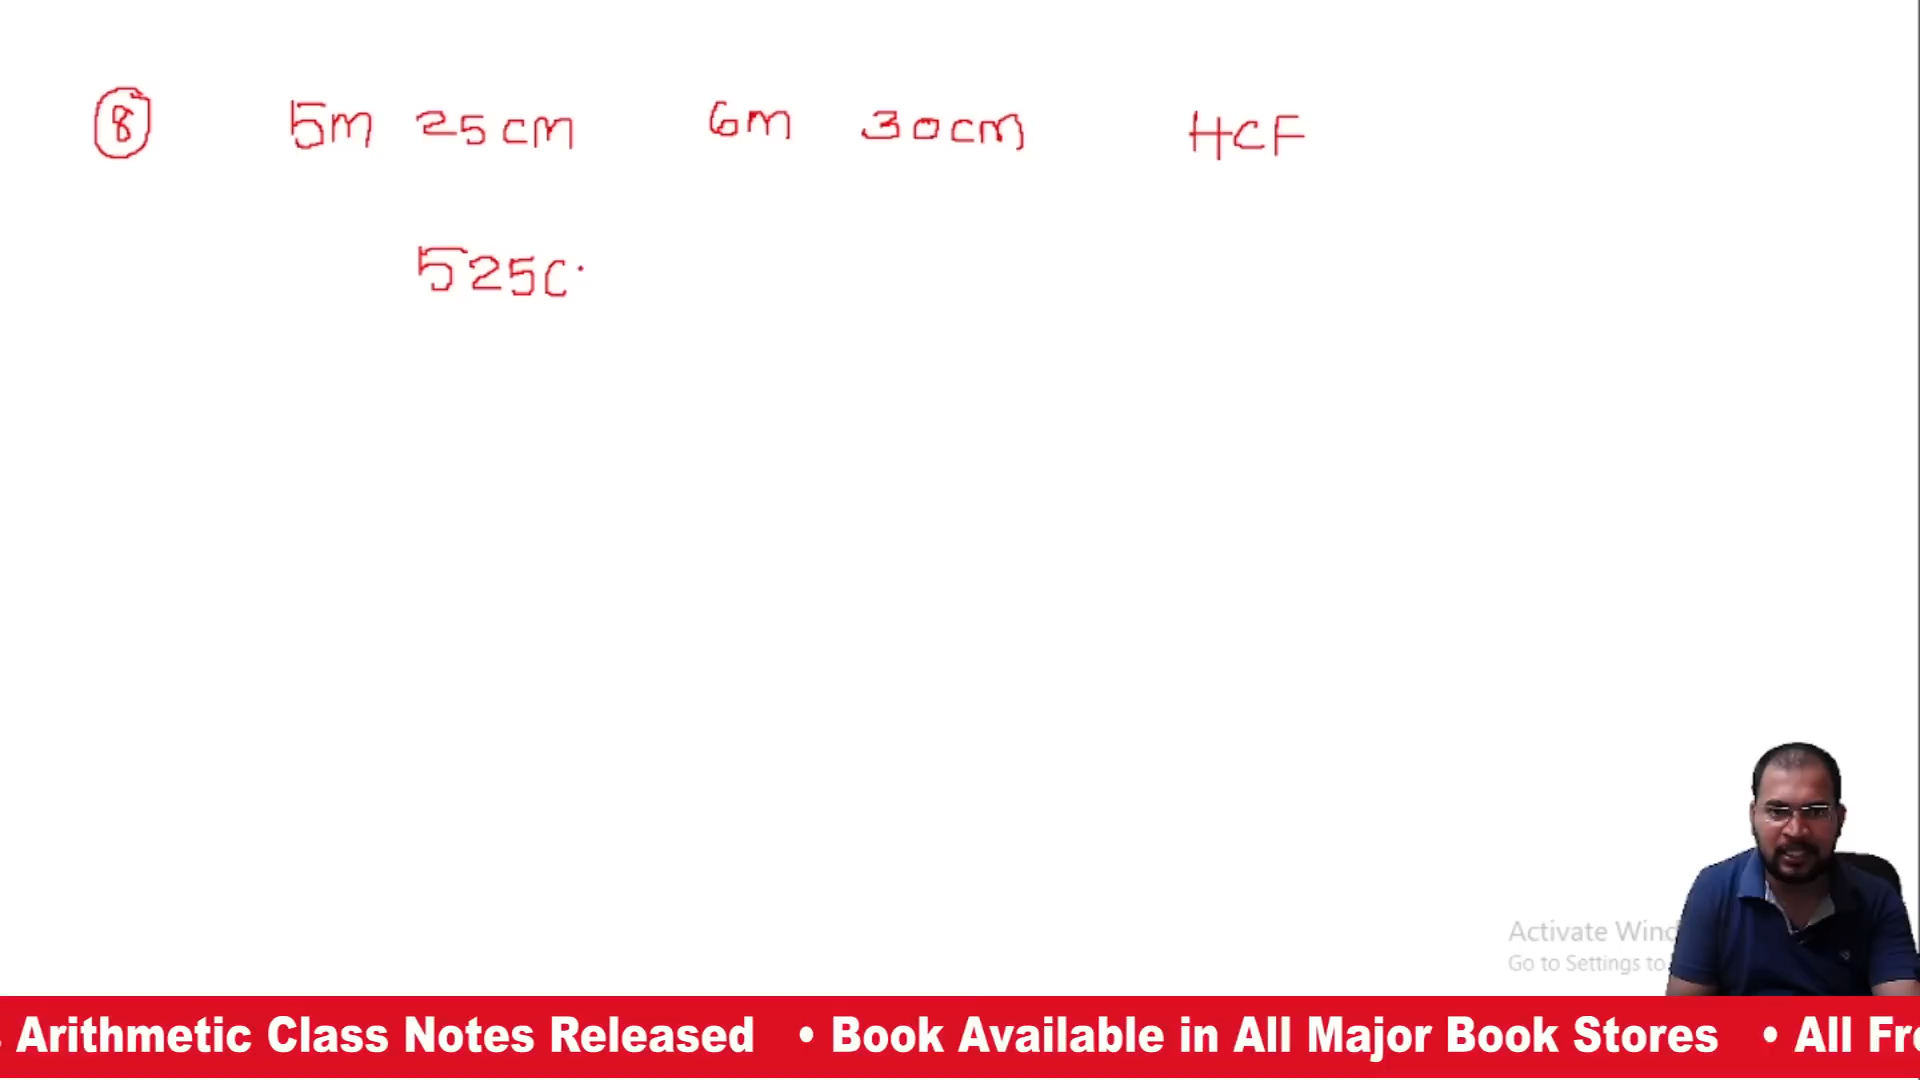 8 5m 25cm 6m 30cm HCF
525c
Activate Wind
Go to Settings to
Arithmetic Class Notes Released • Book Available in All Major Book Stores • All Fre